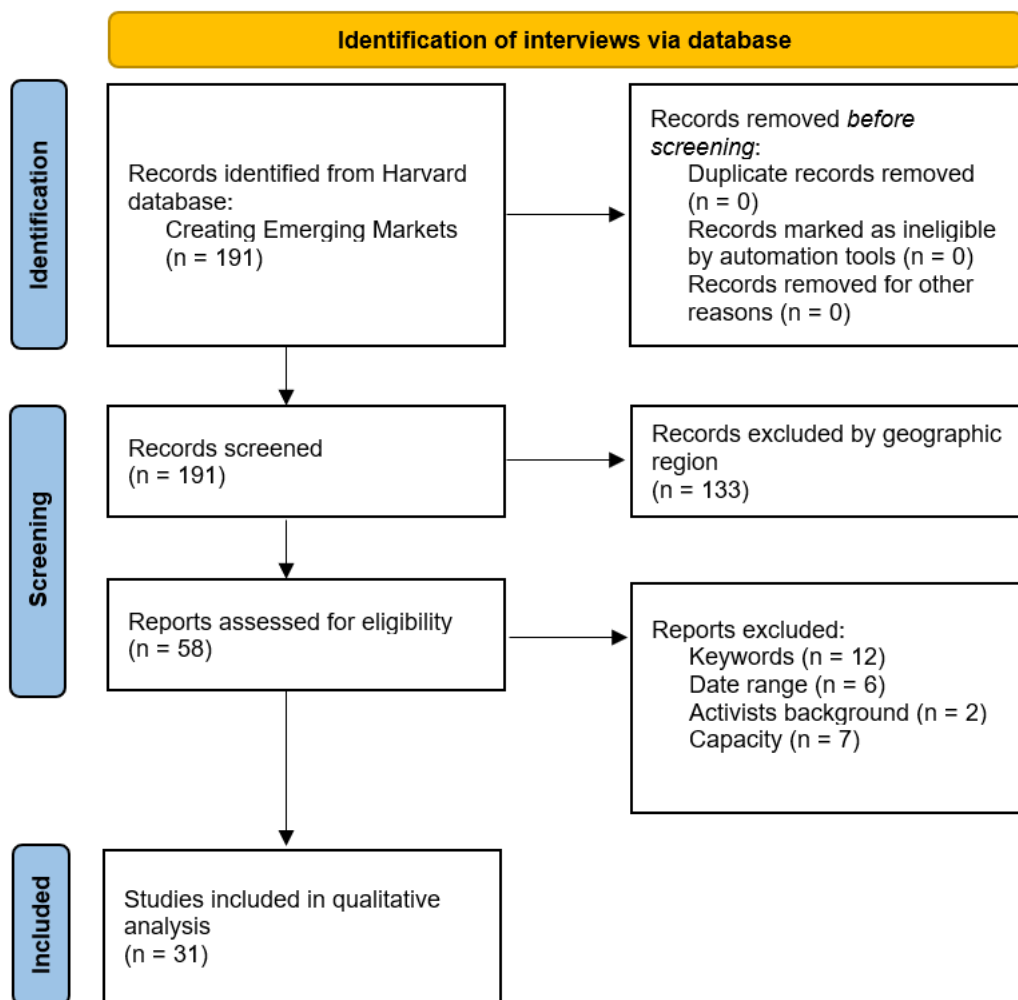 Identification of interviews via database
Identification
Records identified from Harvard
database:
Creating Emerging Markets
(n = 191)
Records removed before
screening:
Duplicate records removed
(n = 0)
Records marked as ineligible
by automation tools (n = 0)
Records removed for other
reasons (n = 0)
Screening
Records screened
(n = 191)
Records excluded by geographic
region
(n = 133)
Reports assessed for eligibility
(n = 58)
Reports excluded:
Keywords (n = 12)
Date range (n = 6)
Activists background (n = 2)
Capacity (n = 7)
Included
Studies included in qualitative
analysis
(n = 31)